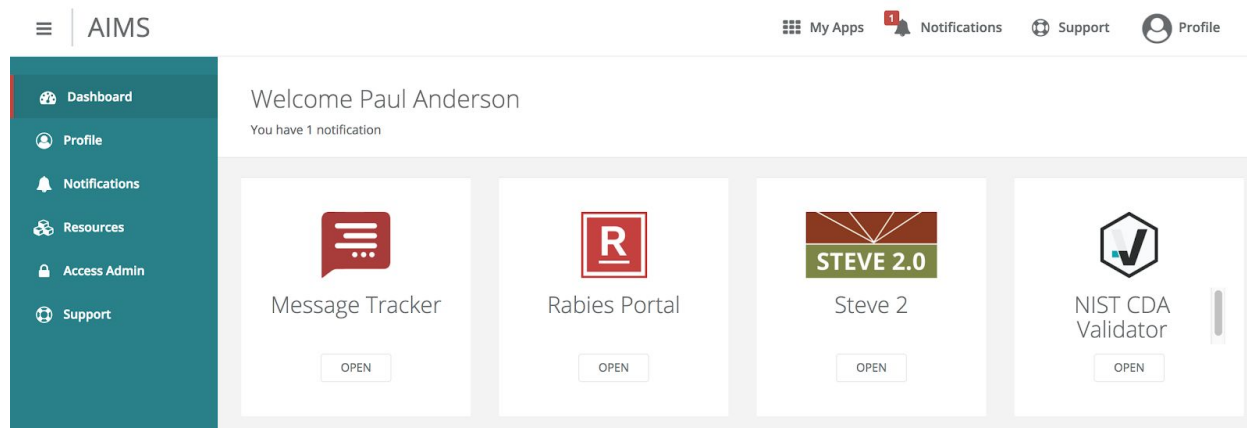 AIMS
My Apps
1
Notifications
Support
Profile
Dashboard
Profile
Notifications
Resources
Access Admin
Support
Welcome Paul Anderson
You have 1 notification
Message Tracker
OPEN
R
Rabies Portal
OPEN
STEVE 2.0
Steve 2
OPEN
NIST CDA
Validator
OPEN